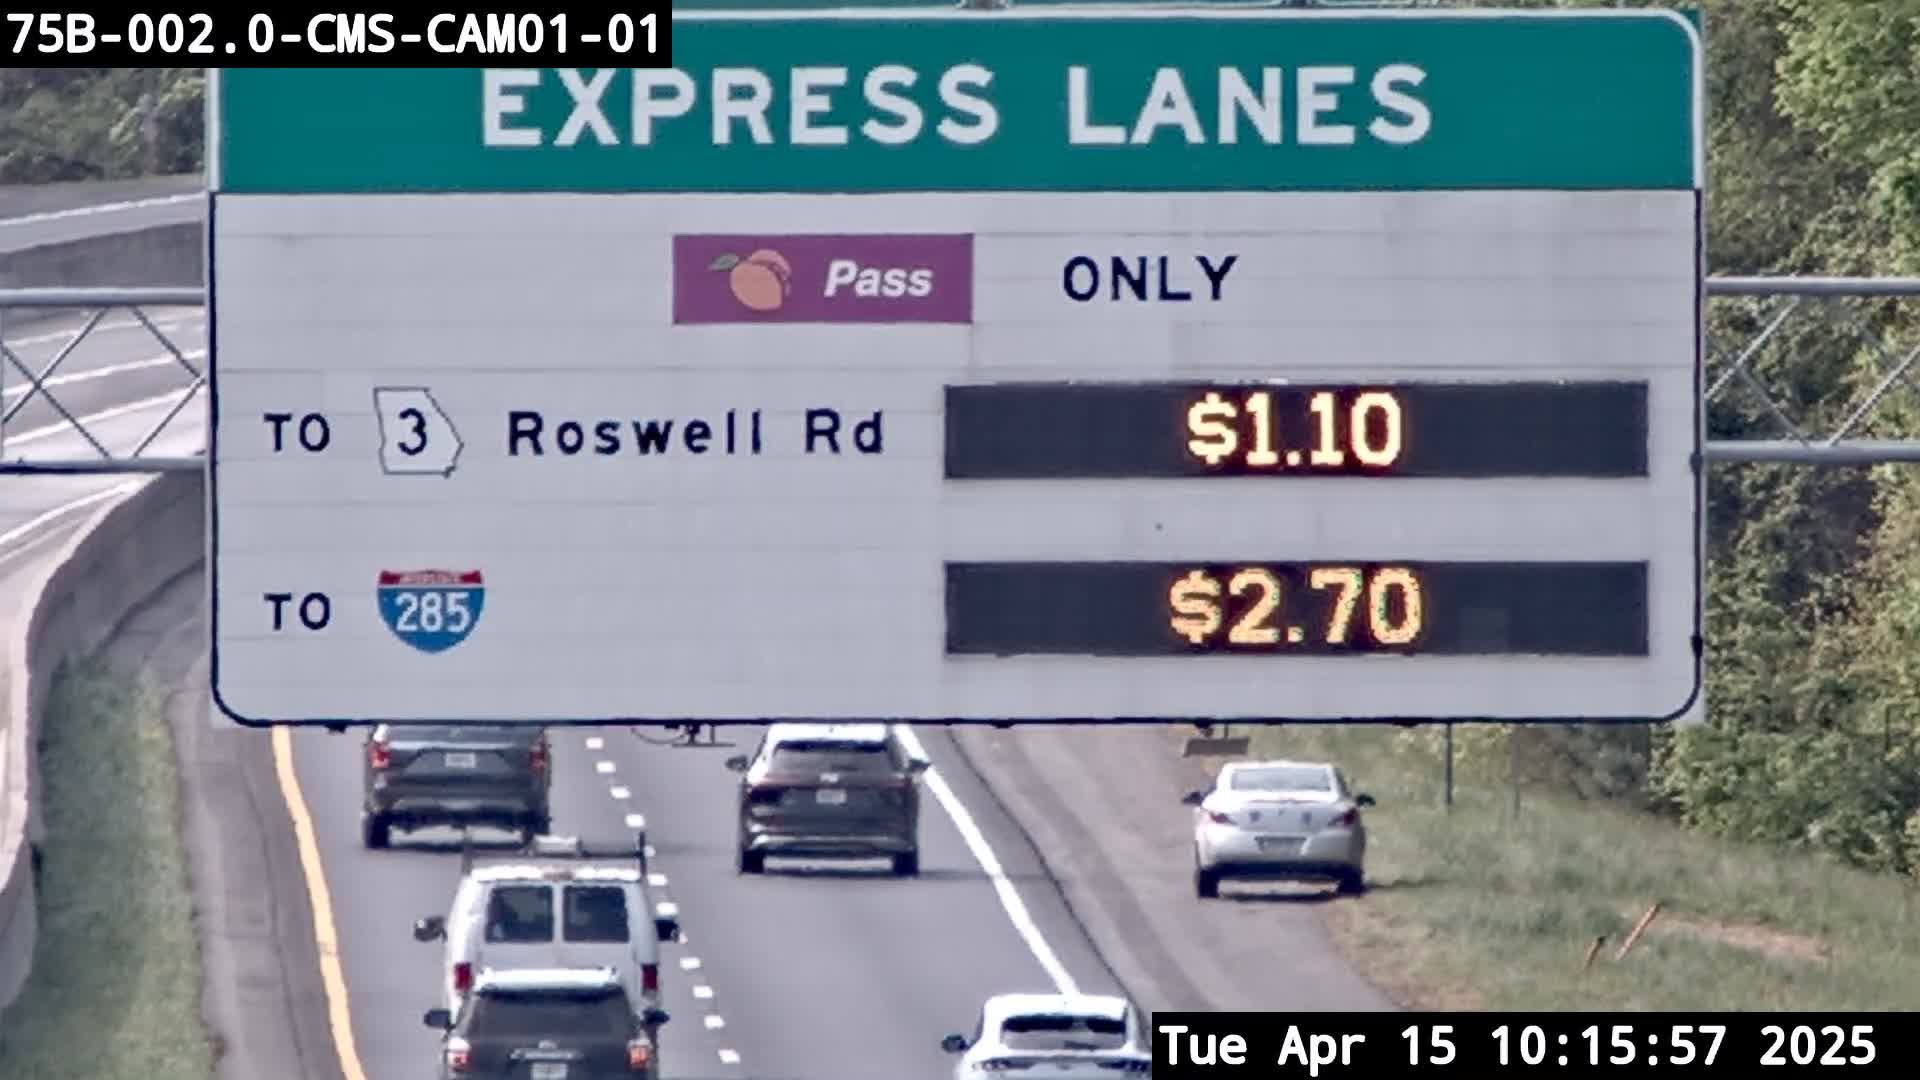 75B-002.0-CMS-CAM01-01
EXPRESS LANES
Pass ONLY
TO 3 Roswell Rd $1.10
TO 285 $2.70
Tue Apr 15 10:15:57 2025